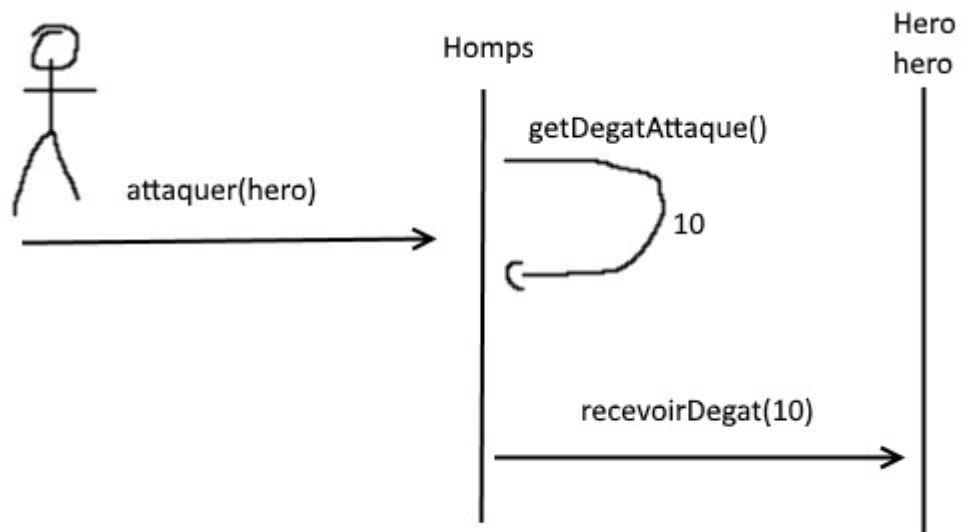 Homps
Hero
hero
getDegatAttaque()
attaquer(hero)
10
recevoirDegat(10)